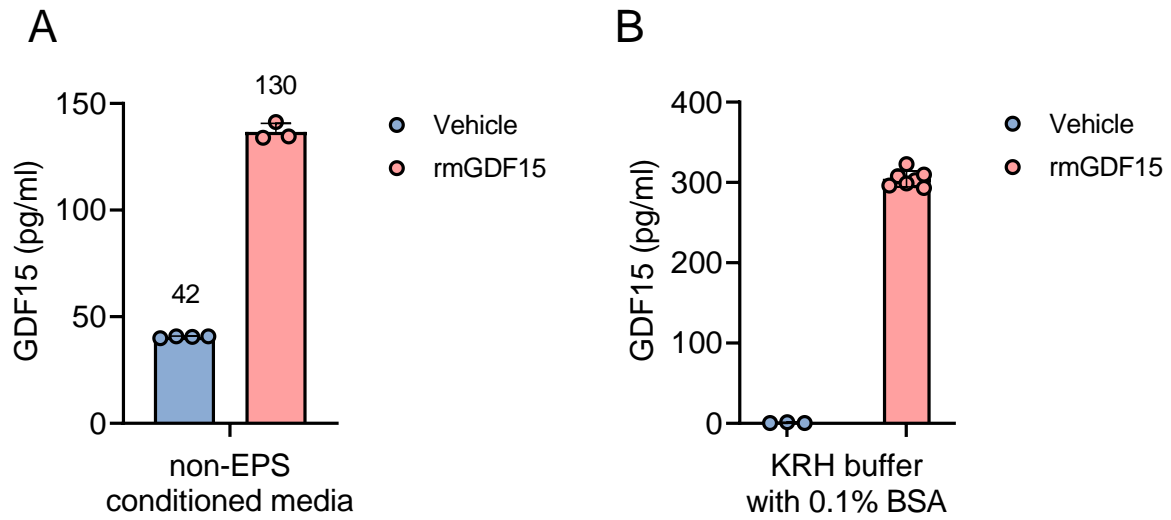 A
GDF15 (pg/ml)
150
100
50
0
42
130
Vehicle
rmGDF15
non-EPS
conditioned media
B
GDF15 (pg/ml)
400
300
200
100
0
Vehicle
rmGDF15
KRH buffer
with 0.1% BSA